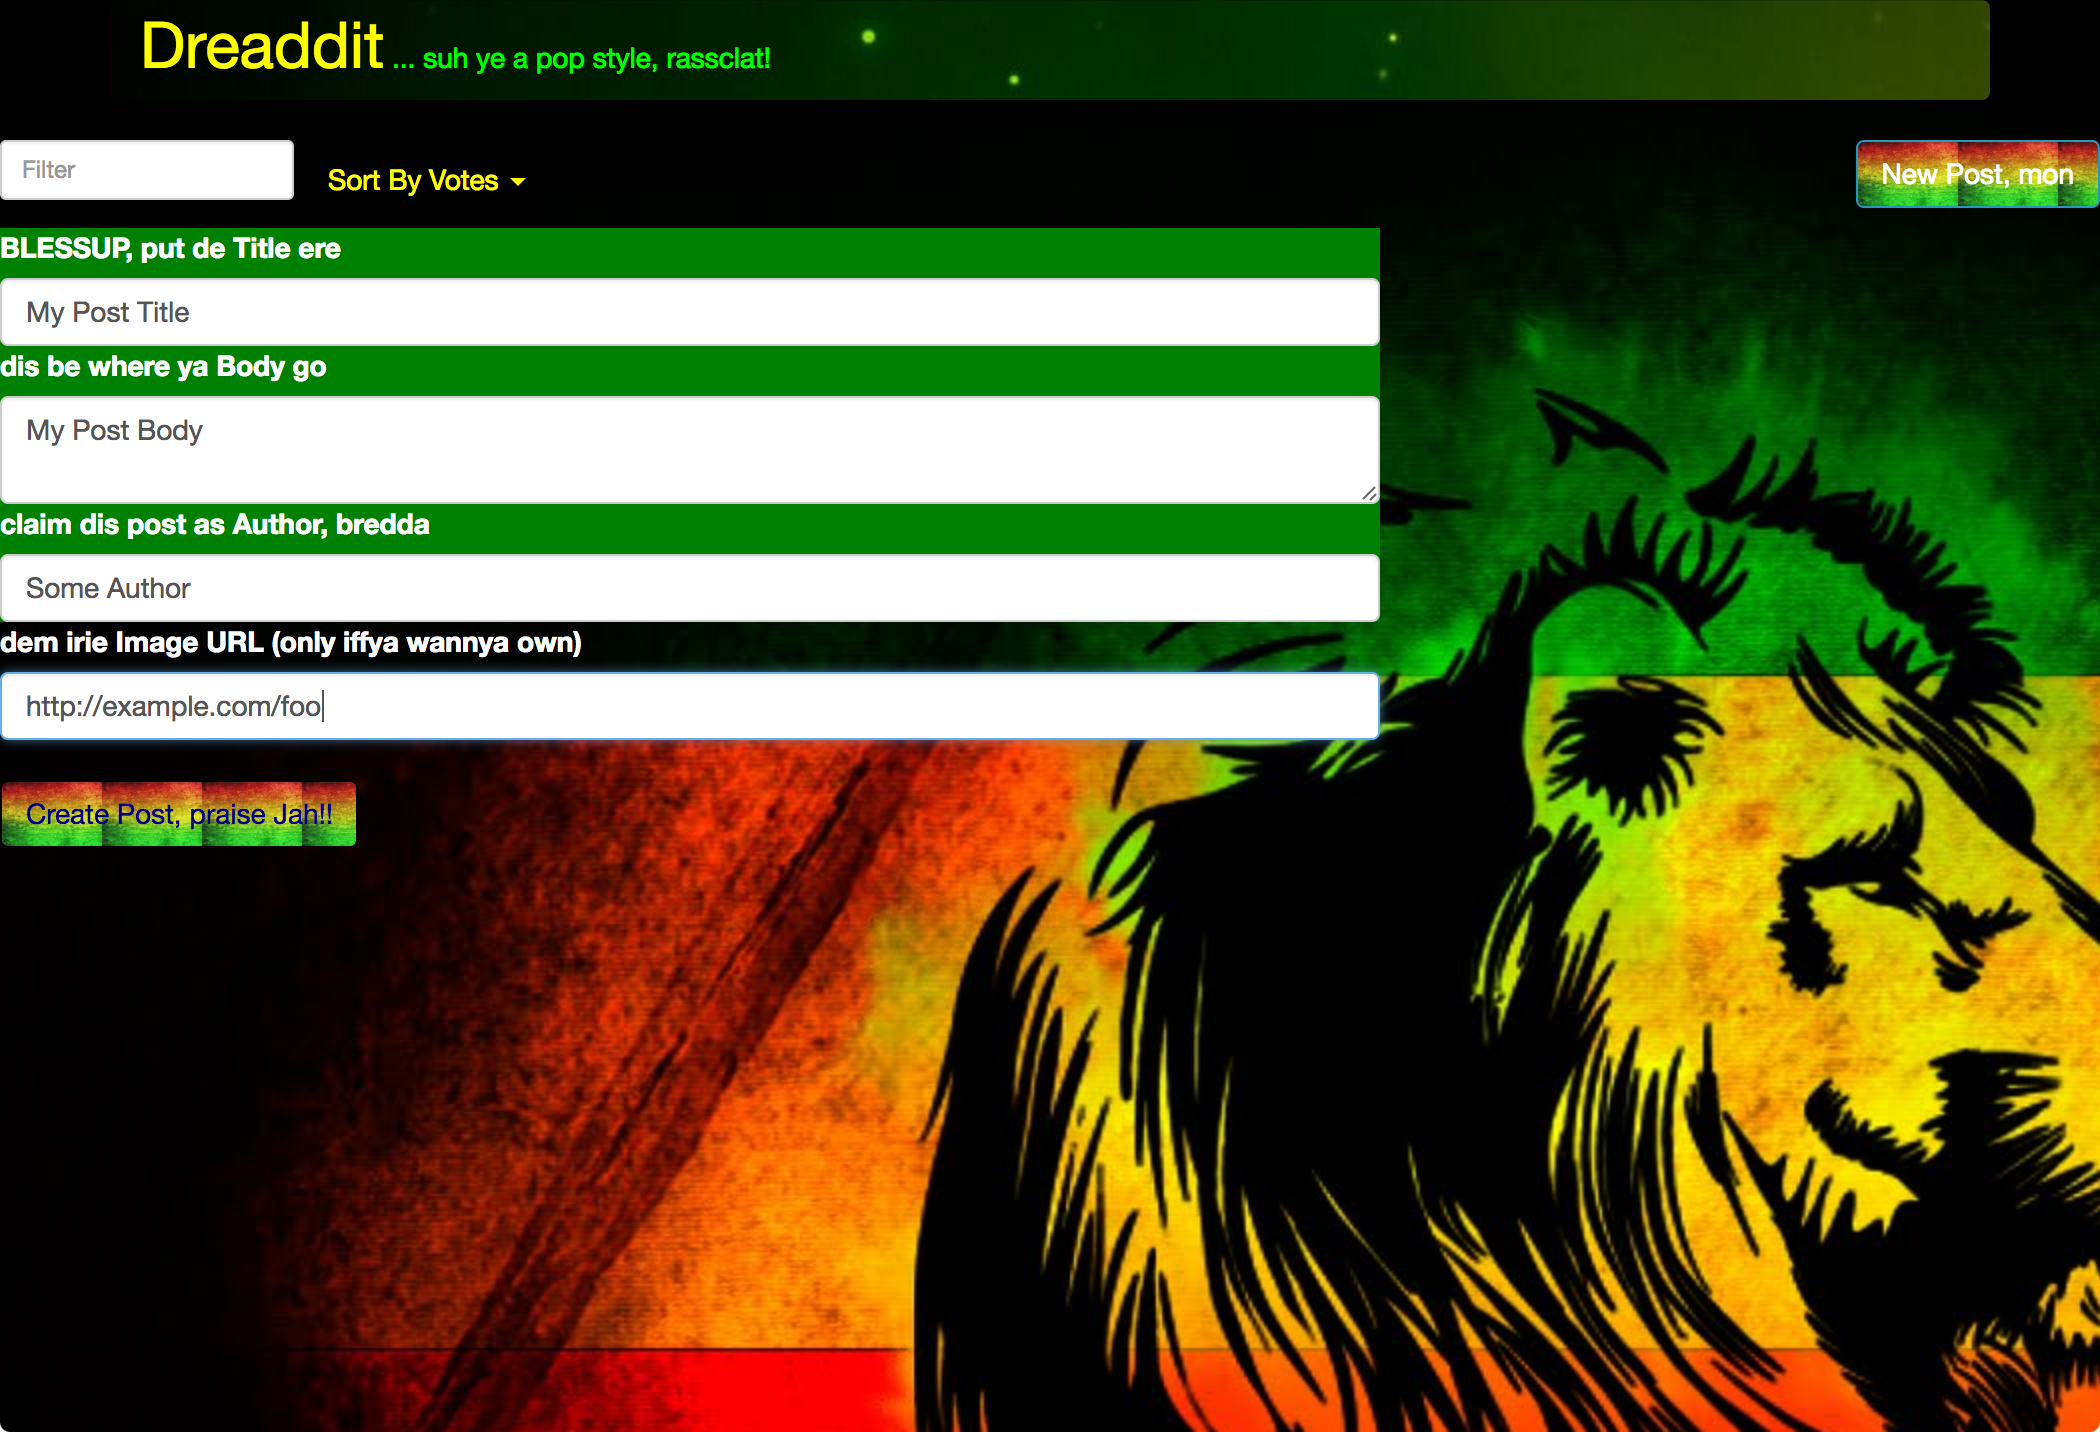 Dreaddit ... suh ye a pop style, rassclat!
Filter
Sort By Votes
New Post, mon
BLESSUP, put de Title ere
My Post Title
dis be where ya Body go
My Post Body
claim dis post as Author, bredda
Some Author
dem irie Image URL (only iffya wannya own)
http://example.com/foo
Create Post, praise Jah!!